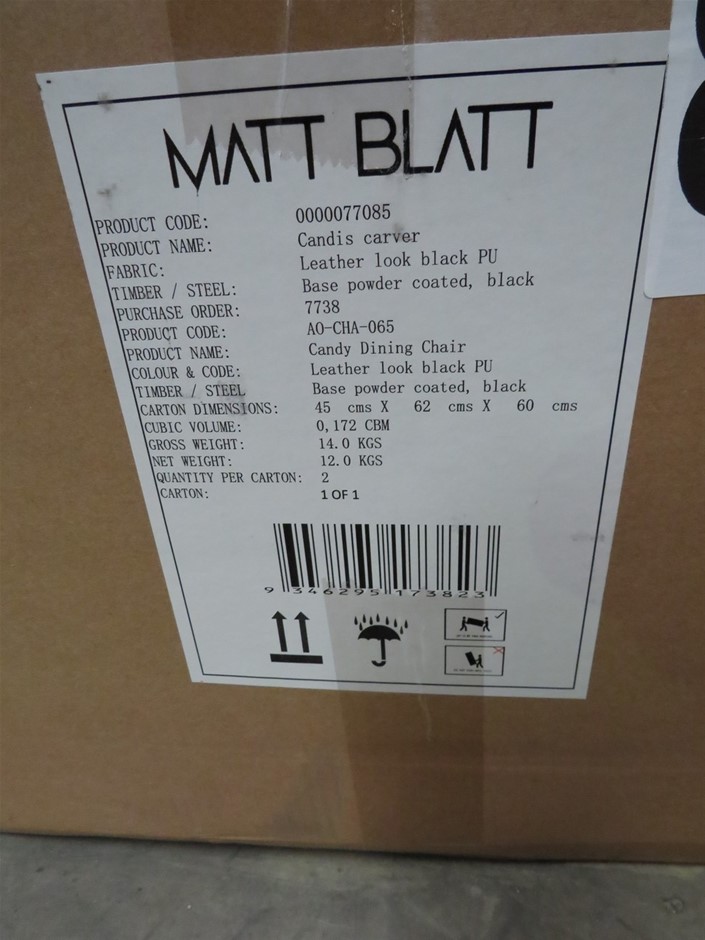 MATT BLATT
PRODUCT CODE: 0000077085
PRODUCT NAME: Candis carver
FABRIC: Leather look black PU
TIMBER / STEEL: Base powder coated, black
PURCHASE ORDER: 7738
PRODUCT CODE: AO-CHA-065
PRODUCT NAME: Candy Dining Chair
COLOUR & CODE: Leather look black PU
TIMBER / STEEL Base powder coated, black
CARTON DIMENSIONS: 45 cms X 62 cms X 60 cms
CUBIC VOLUME: 0,172 CBM
GROSS WEIGHT: 14.0 KGS
NET WEIGHT: 12.0 KGS
QUANTITY PER CARTON: 2
CARTON: 1 OF 1
9 346295 173823